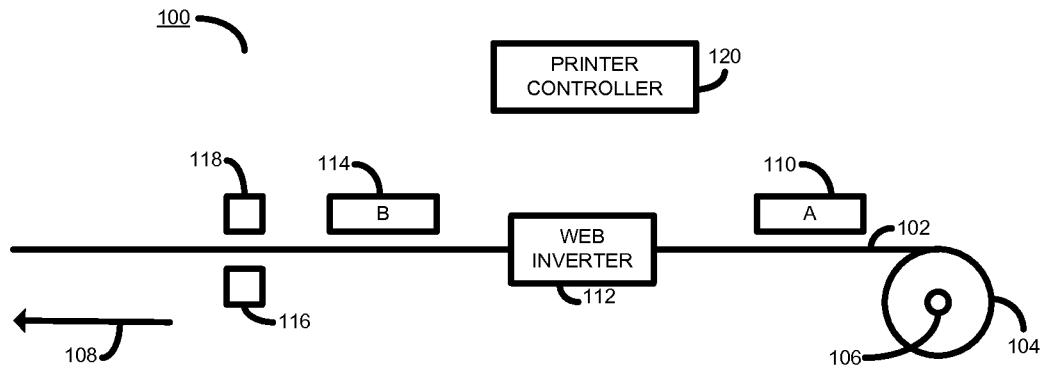 100
PRINTER
CONTROLLER
120
118
114
110
B
A
102
WEB
INVERTER
112
116
108
106
104